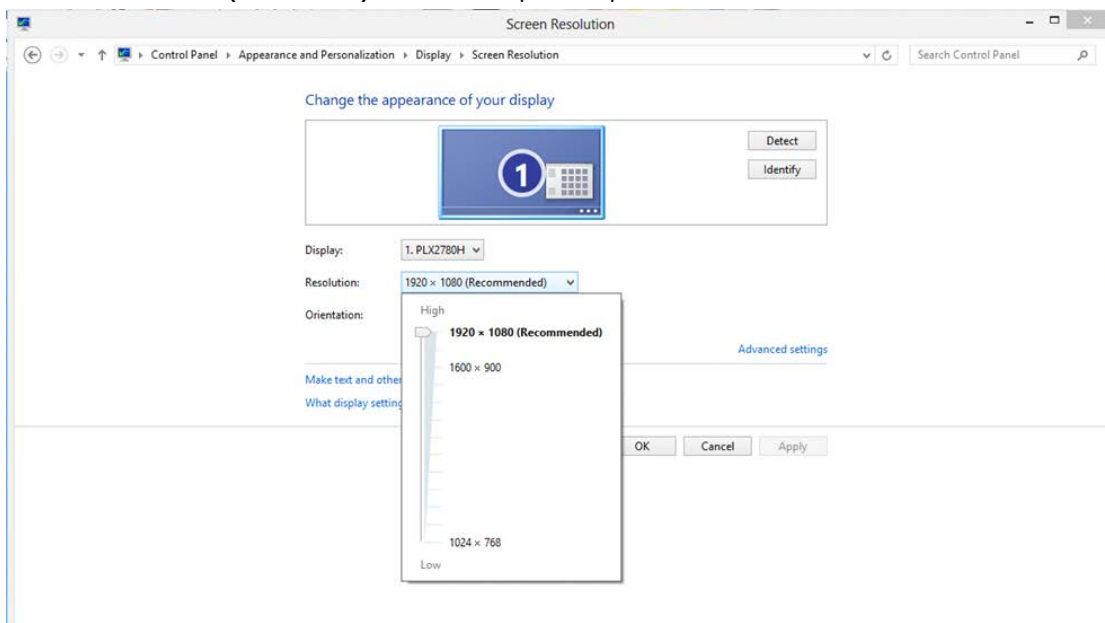 Screen Resolution
Control Panel Appearance and Personalization Display Screen Resolution
Search Control Panel
Change the appearance of your display
1
Detect
Identify
Display: 1. PLX2780H
Resolution: 1920 × 1080 (Recommended)
Orientation:
High
1920 × 1080 (Recommended)
1600 × 900
1024 × 768
Low
Advanced settings
Make text and other
What display setting
OK Cancel Apply